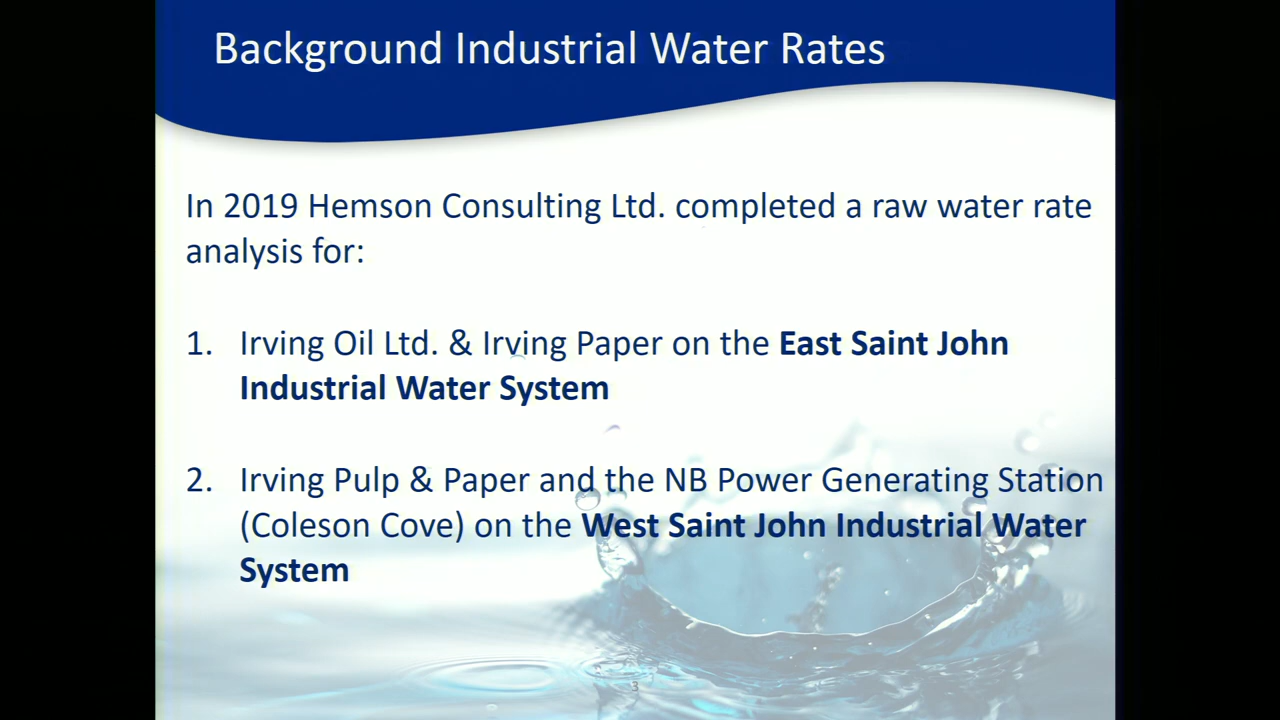 Background Industrial Water Rates
In 2019 Hemson Consulting Ltd. completed a raw water rate
analysis for:
1. Irving Oil Ltd. & Irving Paper on the East Saint John
Industrial Water System
2. Irving Pulp & Paper and the NB Power Generating Station
(Coleson Cove) on the West Saint John Industrial Water
System
3